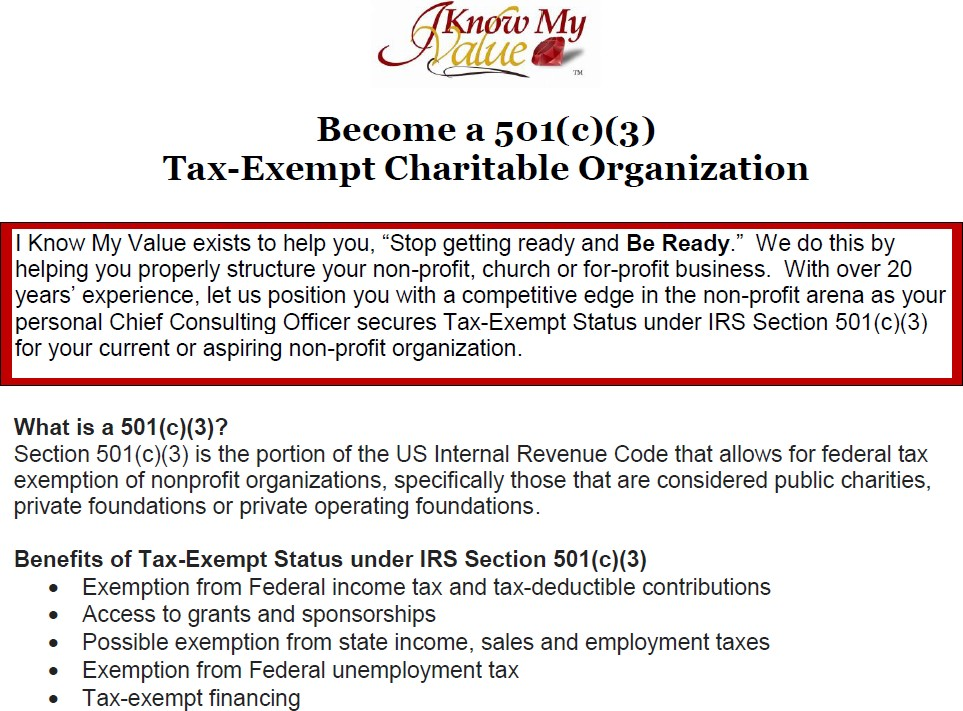 I Know My
Value
TM
Become a 501(c)(3)
Tax-Exempt Charitable Organization
I Know My Value exists to help you, “Stop getting ready and Be Ready.”  We do this by
helping you properly structure your non-profit, church or for-profit business.  With over 20
years’ experience, let us position you with a competitive edge in the non-profit arena as your
personal Chief Consulting Officer secures Tax-Exempt Status under IRS Section 501(c)(3)
for your current or aspiring non-profit organization.
What is a 501(c)(3)?
Section 501(c)(3) is the portion of the US Internal Revenue Code that allows for federal tax
exemption of nonprofit organizations, specifically those that are considered public charities,
private foundations or private operating foundations.
Benefits of Tax-Exempt Status under IRS Section 501(c)(3)
• Exemption from Federal income tax and tax-deductible contributions
• Access to grants and sponsorships
• Possible exemption from state income, sales and employment taxes
• Exemption from Federal unemployment tax
• Tax-exempt financing